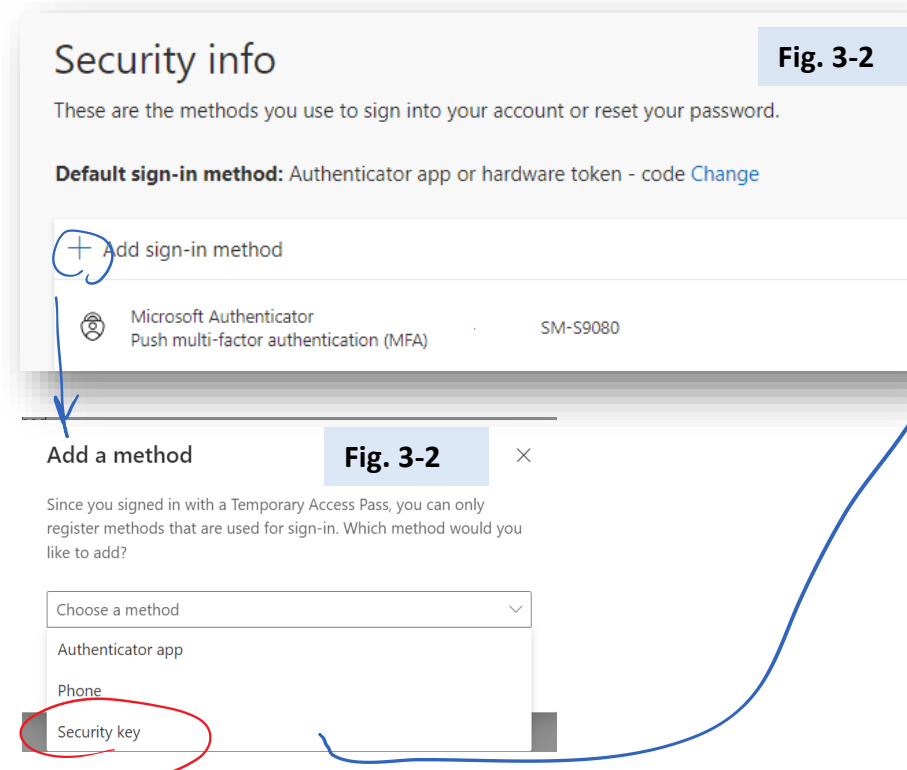 Security info
Fig. 3-2
These are the methods you use to sign into your account or reset your password.
Default sign-in method: Authenticator app or hardware token - code Change
Add sign-in method
Microsoft Authenticator
Push multi-factor authentication (MFA)
SM-S9080
Add a method
Fig. 3-2
Since you signed in with a Temporary Access Pass, you can only
register methods that are used for sign-in. Which method would you
like to add?
Choose a method
Authenticator app
Phone
Security key